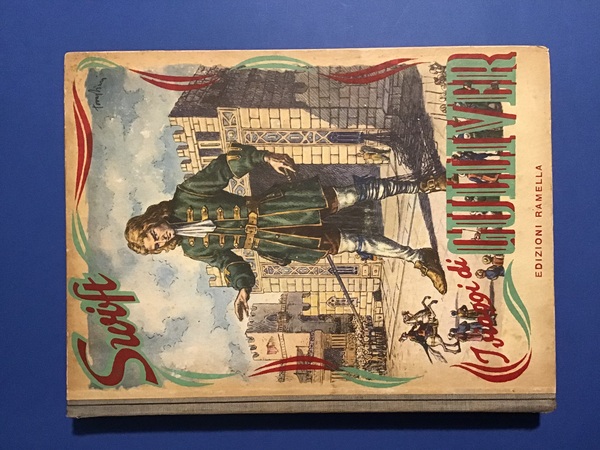 Swift
I viaggi di
GULLIVER
EDIZIONI RAMELLA